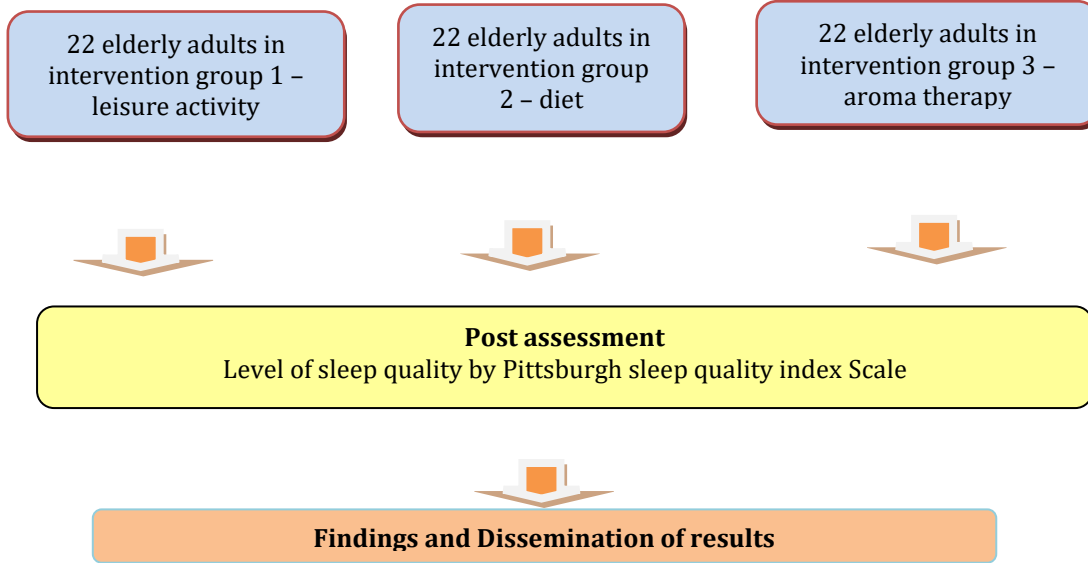 22 elderly adults in
intervention group 1 –
leisure activity
22 elderly adults in
intervention group
2 – diet
22 elderly adults in
intervention group 3 –
aroma therapy
Post assessment
Level of sleep quality by Pittsburgh sleep quality index Scale
Findings and Dissemination of results